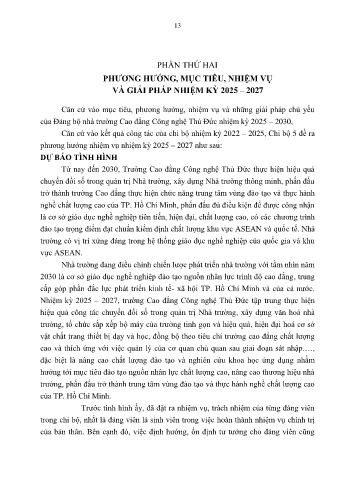 13
PHẦN THỨ HAI
PHƯƠNG HƯỚNG, MỤC TIÊU, NHIỆM VỤ
VÀ GIẢI PHÁP NHIỆM KỲ 2025 – 2027
Căn cứ vào mục tiêu, phương hướng, nhiệm vụ và những giải pháp chủ yếu
của Đảng bộ nhà trường Cao đẳng Công nghệ Thủ Đức nhiệm kỳ 2025 – 2030,
Căn cứ vào kết quả công tác của chi bộ nhiệm kỳ 2022 – 2025, Chi bộ 5 đề ra
phương hướng nhiệm vụ nhiệm kỳ 2025 – 2027 như sau:
DỰ BÁO TÌNH HÌNH
Từ nay đến 2030, Trường Cao đẳng Công nghệ Thủ Đức thực hiện hiệu quả
chuyển đổi số trong quản trị Nhà trường, xây dựng Nhà trường thông minh, phấn đấu
trở thành Trường Cao đẳng thực hiện chức năng trung tâm vùng đào tạo và thực hành
nghề chất lượng cao của TP. Hồ Chí Minh, phấn đấu đủ điều kiện để được công nhận
là cơ sở giáo dục nghề nghiệp tiên tiến, hiện đại, chất lượng cao, có các chương trình
đào tạo trọng điểm đạt chuẩn kiểm định chất lượng khu vực ASEAN và quốc tế. Nhà
trường có vị trí xứng đáng trong hệ thống giáo dục nghề nghiệp của quốc gia và khu
vực ASEAN.
Nhà trường đang điều chỉnh chiến lược phát triển nhà trường với tầm nhìn năm
2030 là cơ sở giáo dục nghề nghiệp đào tạo nguồn nhân lực trình độ cao đẳng, trung
cấp góp phần đắc lực phát triển kinh tế- xã hội TP. Hồ Chí Minh và của cả nước.
Nhiệm kỳ 2025 – 2027, trường Cao đẳng Công nghệ Thủ Đức tập trung thực hiện
hiệu quả công tác chuyển đổi số trong quản trị Nhà trường, xây dựng văn hoá nhà
trường, tổ chức sắp xếp bộ máy của trường tinh gọn và hiệu quả, hiện đại hoá cơ sở
vật chất trang thiết bị dạy và học, đồng bộ theo tiêu chí trường cao đẳng chất lượng
cao và thích ứng với việc quản lý của cơ quan chủ quản sau giai đoạn sát nhập….,
đặc biệt là nâng cao chất lượng đào tạo và nghiên cứu khoa học ứng dụng nhằm
hướng tới mục tiêu đào tạo nguồn nhân lực chất lượng cao, nâng cao thương hiệu nhà
trường, phấn đấu trở thành trung tâm vùng đào tạo và thực hành nghề chất lượng cao
của TP. Hồ Chí Minh.
Trước tình hình ấy, đã đặt ra nhiệm vụ, trách nhiệm của từng đảng viên
trong chi bộ, nhất là đảng viên là sinh viên trong việc hoàn thành nhiệm vụ chính trị
của bản thân. Bên cạnh đó, việc định hướng, ổn định tư tưởng cho đảng viên cũng